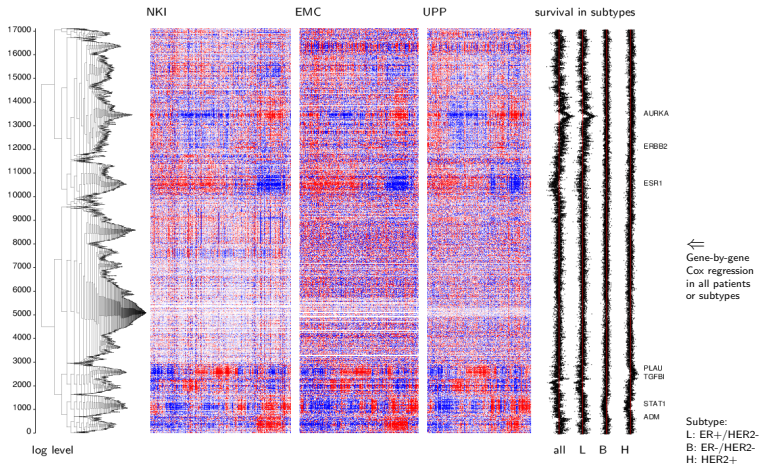 NKI EMC UPP survival in subtypes
17000
16000
15000
14000
13000
12000
11000
10000
9000
8000
7000
6000
5000
4000
3000
2000
1000
0
AURKA
ERBB2
ESR1
⇐
Gene-by-gene
Cox regression
in all patients
or subtypes
PLAU
TGFBI
STAT1
ADM
log level
all L B H
Subtype:
L: ER+/HER2-
B: ER-/HER2-
H: HER2+